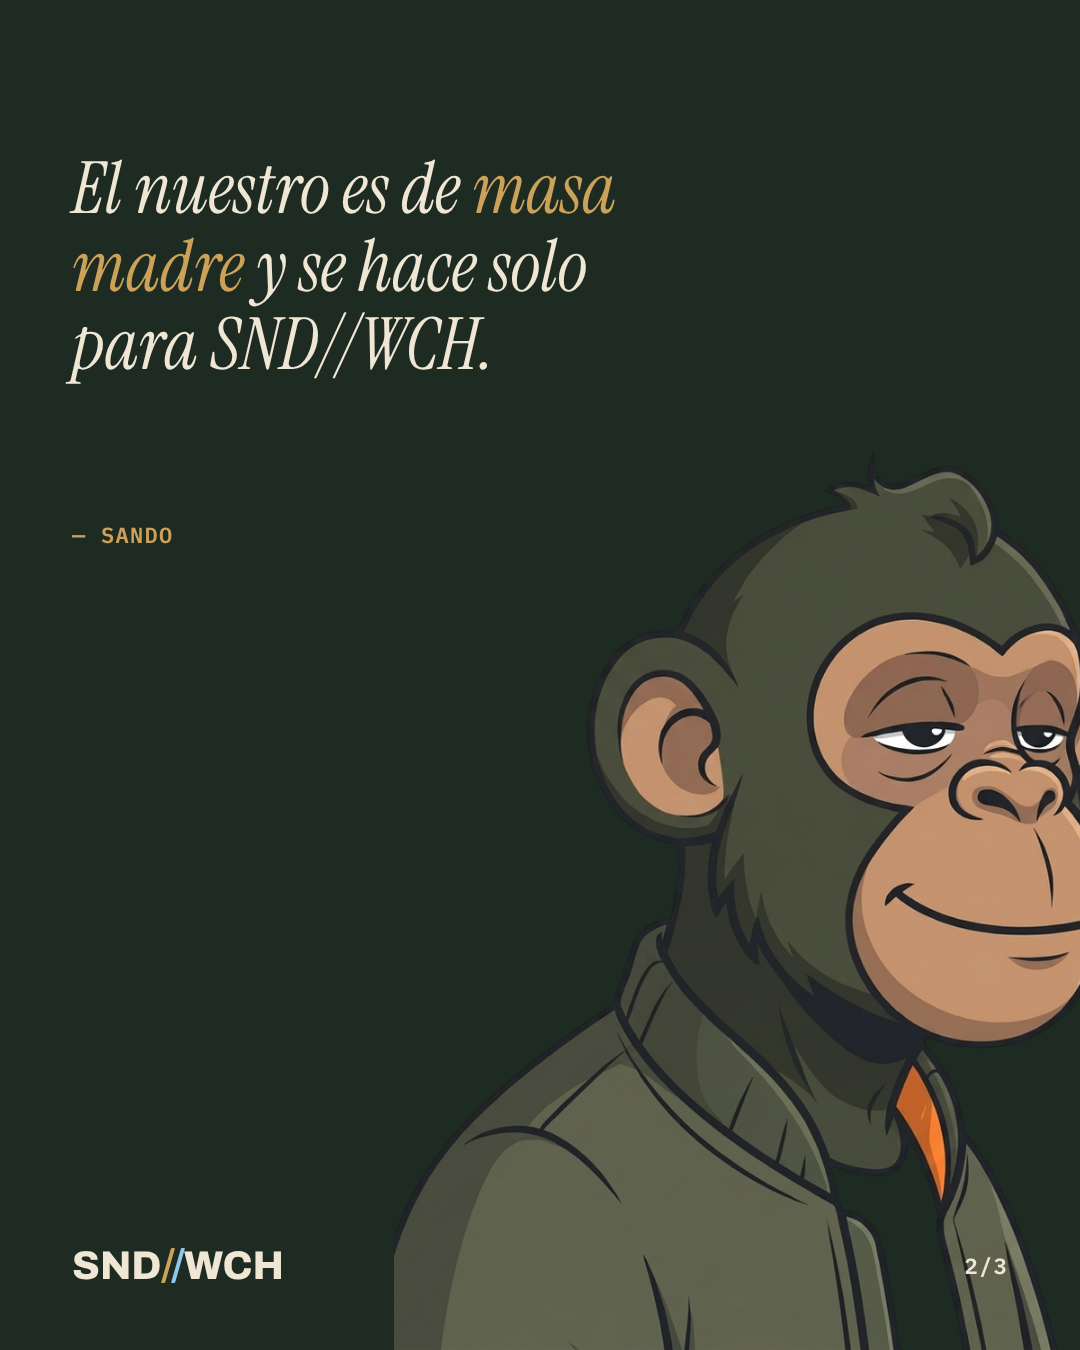 El nuestro es de masa
madre y se hace solo
para SND//WCH.
— SANDO
SND//WCH
2/3